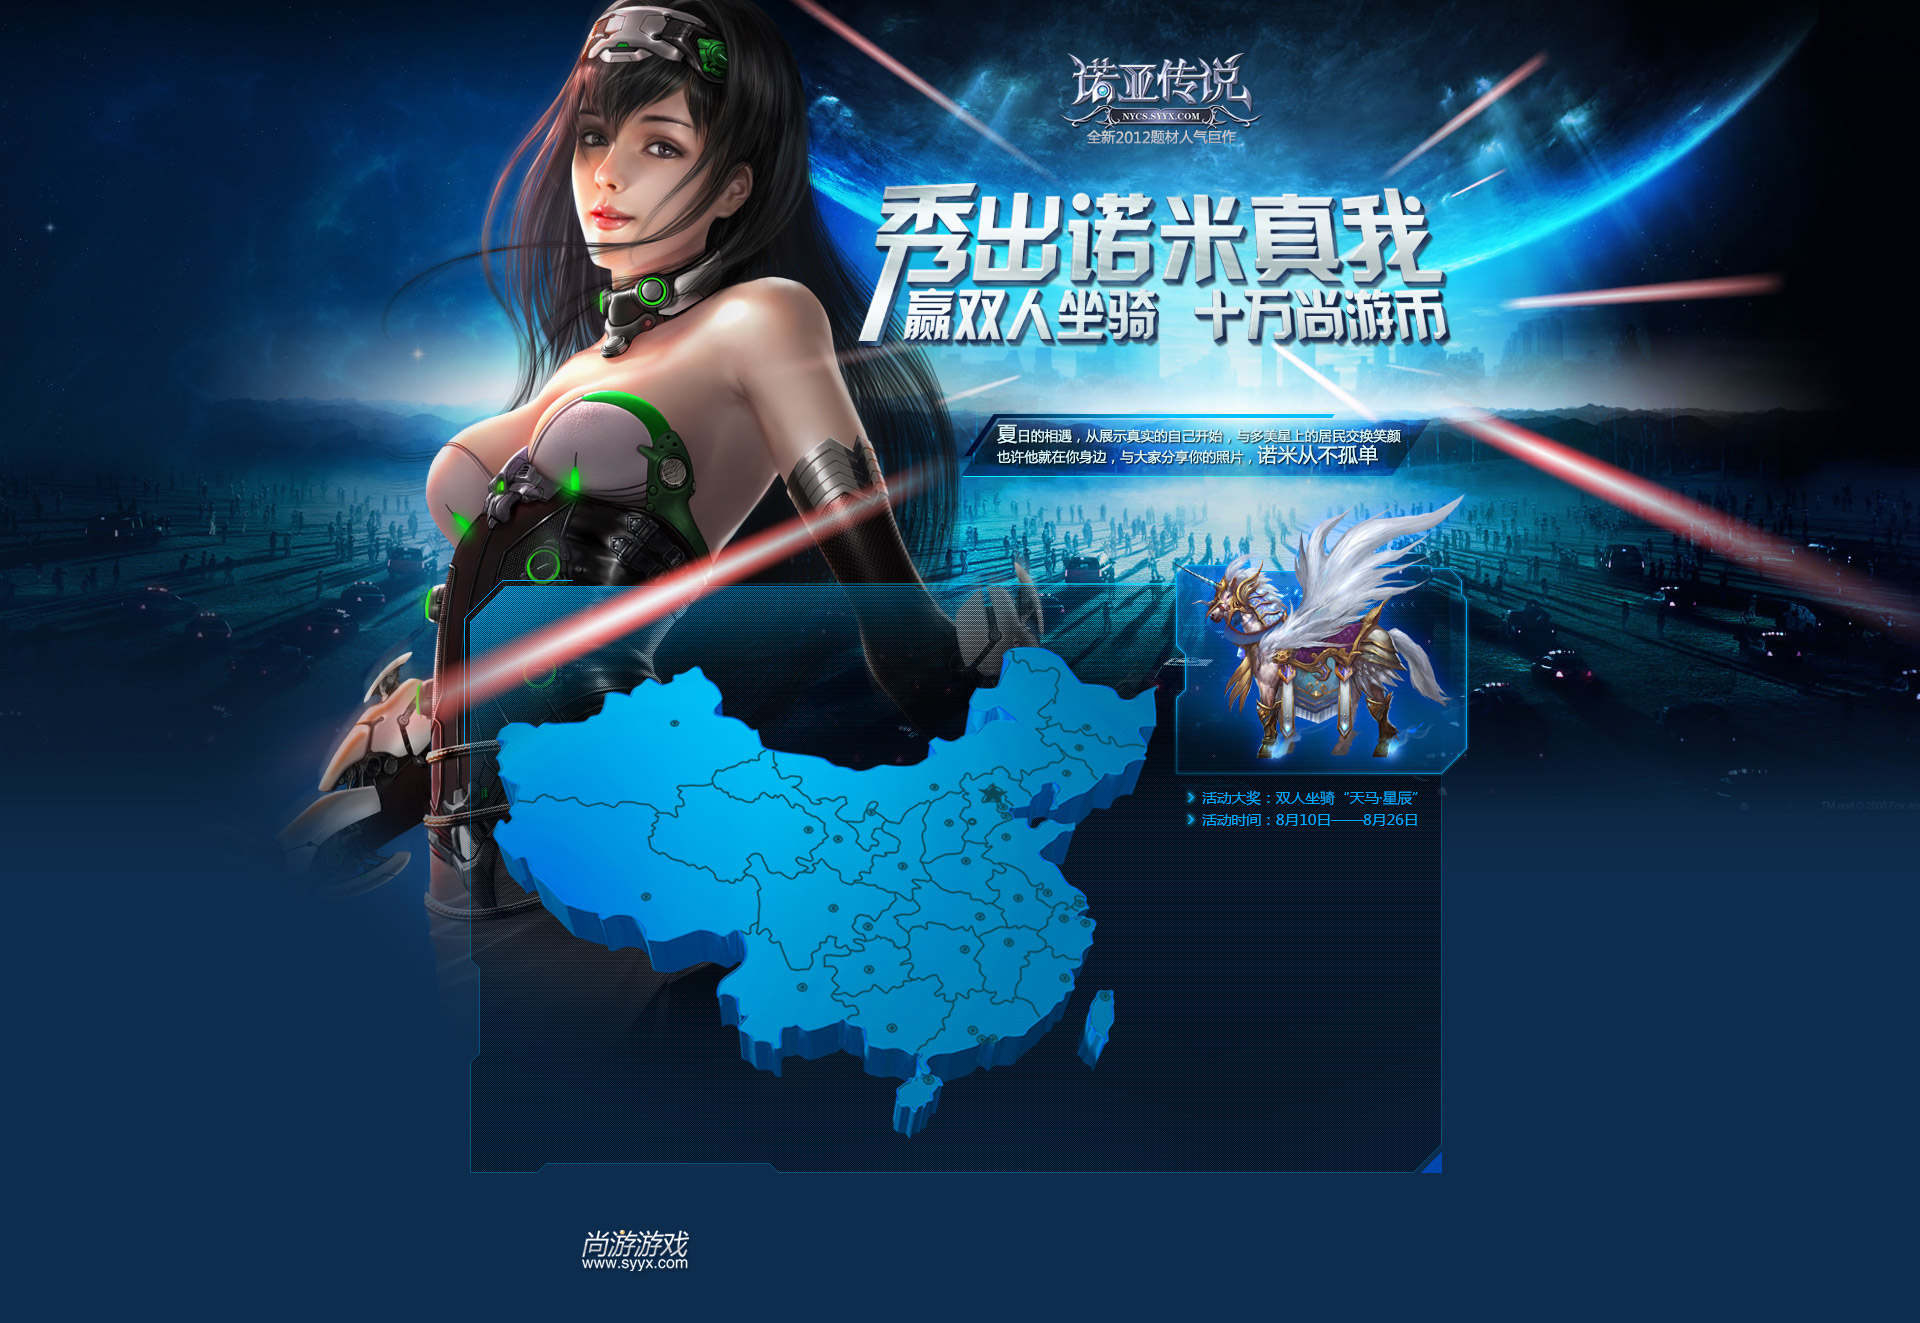 诺亚传说
NYCS.SYYX.COM
全新2012题材人气巨作
秀出诺米真我
赢双人坐骑 十万尚游币
夏日的相遇，从展示真实的自己开始，与多美星上的居民交换笑颜
也许他就在你身边，与大家分享你的照片，诺米从不孤单
活动大奖：双人坐骑“天马·星辰”
活动时间：8月10日——8月26日
尚游游戏
www.syyx.com